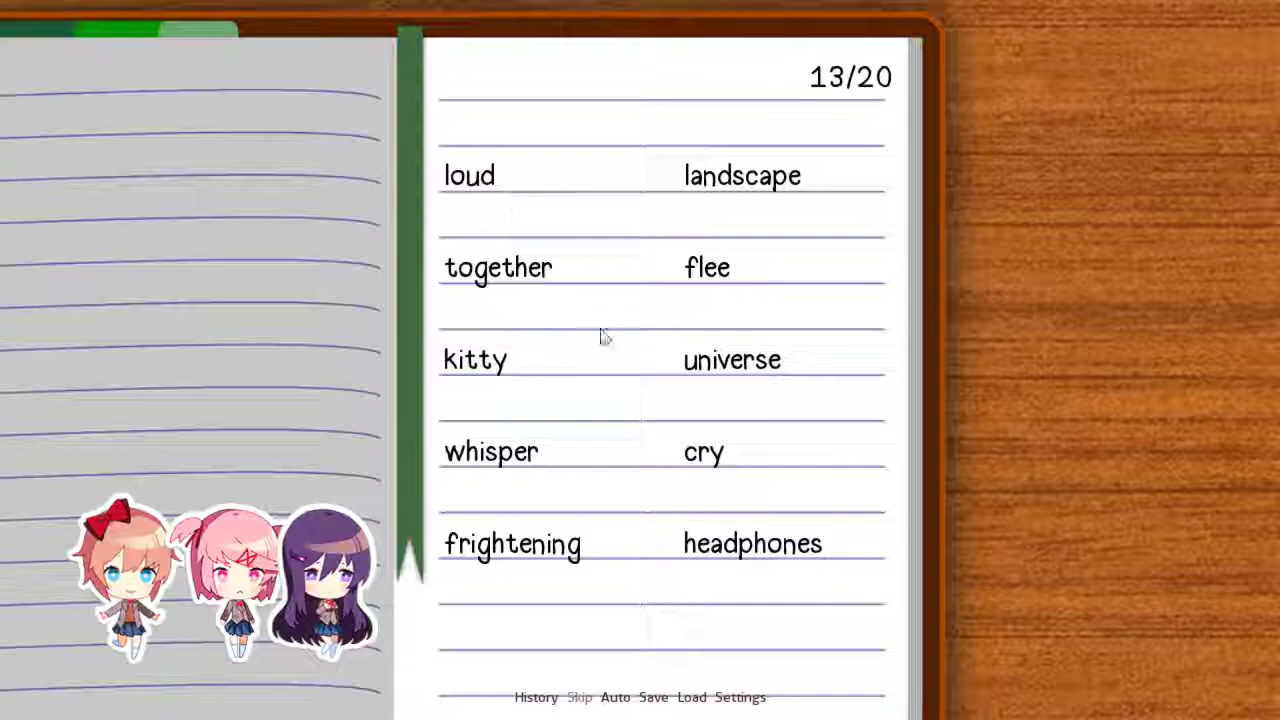 13/20
loud landscape
together flee
kitty universe
whisper cry
frightening headphones
History Skip Auto Save Load Settings